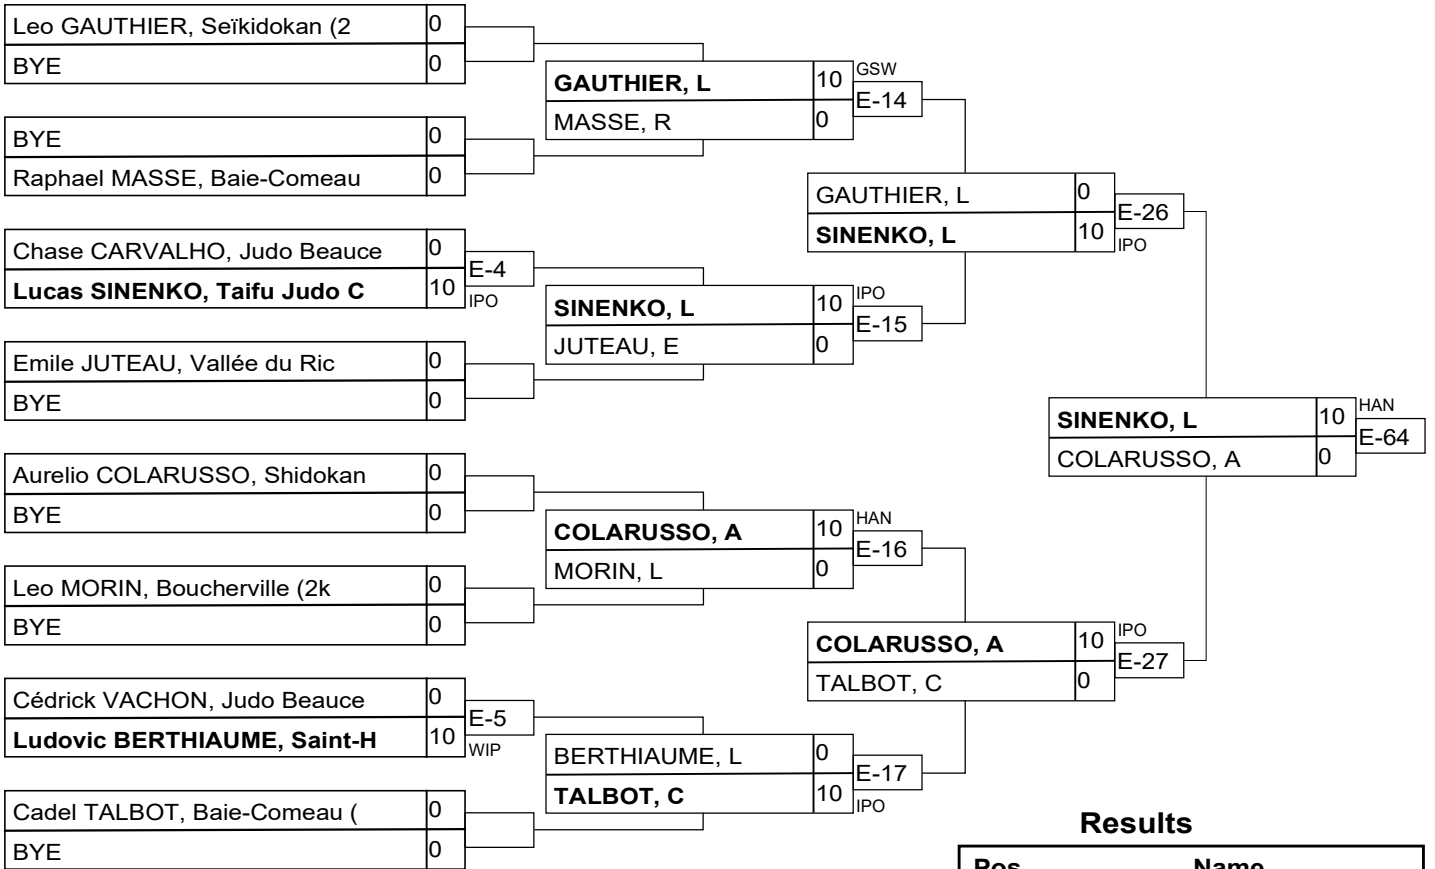 Leo GAUTHIER, Seïkidokan (2 0
BYE 0
BYE 0
Raphael MASSE, Baie-Comeau 0
Chase CARVALHO, Judo Beauce 0
Lucas SINENKO, Taifu Judo C 10
E-4
IPO
Emile JUTEAU, Vallée du Ric 0
BYE 0
Aurelio COLARUSSO, Shidokan 0
BYE 0
Leo MORIN, Boucherville (2k 0
BYE 0
Cédrick VACHON, Judo Beauce 0
Ludovic BERTHIAUME, Saint-H 10
E-5
WIP
Cadel TALBOT, Baie-Comeau ( 0
BYE 0
GAUTHIER, L 10 GSW
E-14
MASSE, R 0
SINENKO, L 10 IPO
E-15
JUTEAU, E 0
COLARUSSO, A 10 HAN
E-16
MORIN, L 0
BERTHIAUME, L 0
E-17
TALBOT, C 10 IPO
GAUTHIER, L 0
E-26
SINENKO, L 10 IPO
COLARUSSO, A 10 IPO
E-27
TALBOT, C 0
SINENKO, L 10 HAN
E-64
COLARUSSO, A 0
Results
Pos Name